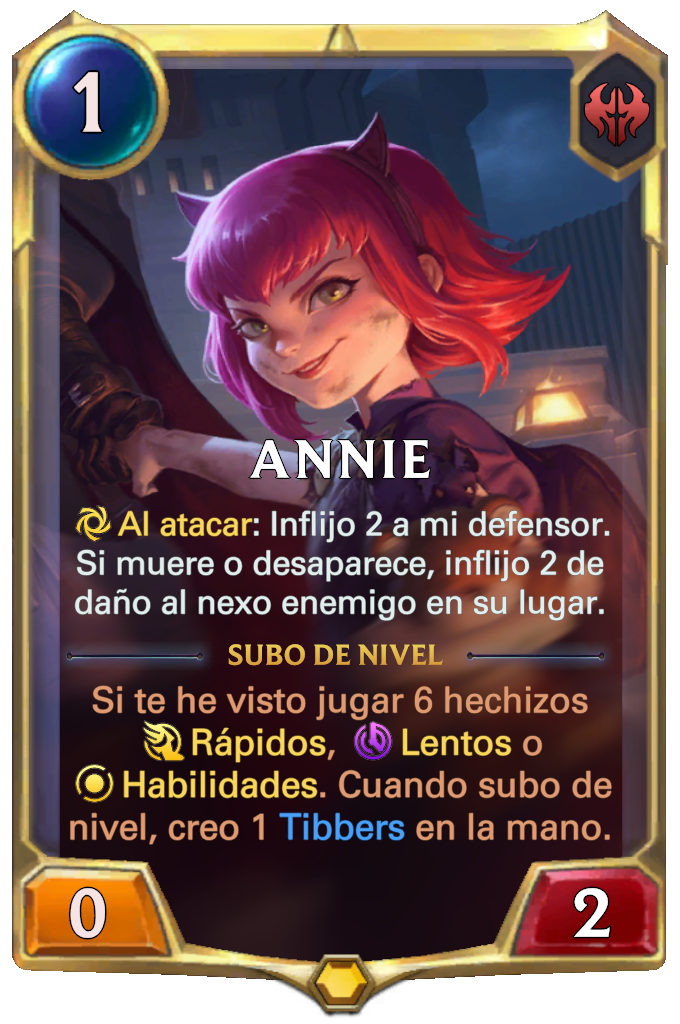 1
ANNIE
Al atacar: Inflijo 2 a mi defensor.
Si muere o desaparece, inflijo 2 de
daño al nexo enemigo en su lugar.
SUBO DE NIVEL
Si te he visto jugar 6 hechizos
Rápidos, Lentos o
Habilidades. Cuando subo de
nivel, creo 1 Tibbers en la mano.
0
2